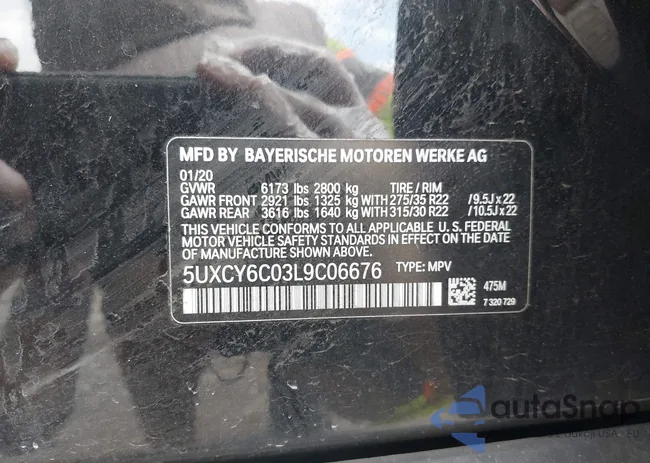 MFD BY BAYERISCHE MOTOREN WERKE AG
01/20
GVWR 6173 lbs 2800 kg TIRE / RIM
GAWR FRONT 2921 lbs 1325 kg WITH 275/35 R22 /9.5J x 22
GAWR REAR 3616 lbs 1640 kg WITH 315/30 R22 /10.5J x 22
THIS VEHICLE CONFORMS TO ALL APPLICABLE U. S. FEDERAL
MOTOR VEHICLE SAFETY STANDARDS IN EFFECT ON THE
DATE OF MANUFACTURE SHOWN ABOVE.
5UXCY6C03L9C06676 TYPE: MPV
475M
7 320 729
autoSnap
z aukcji USA
EU